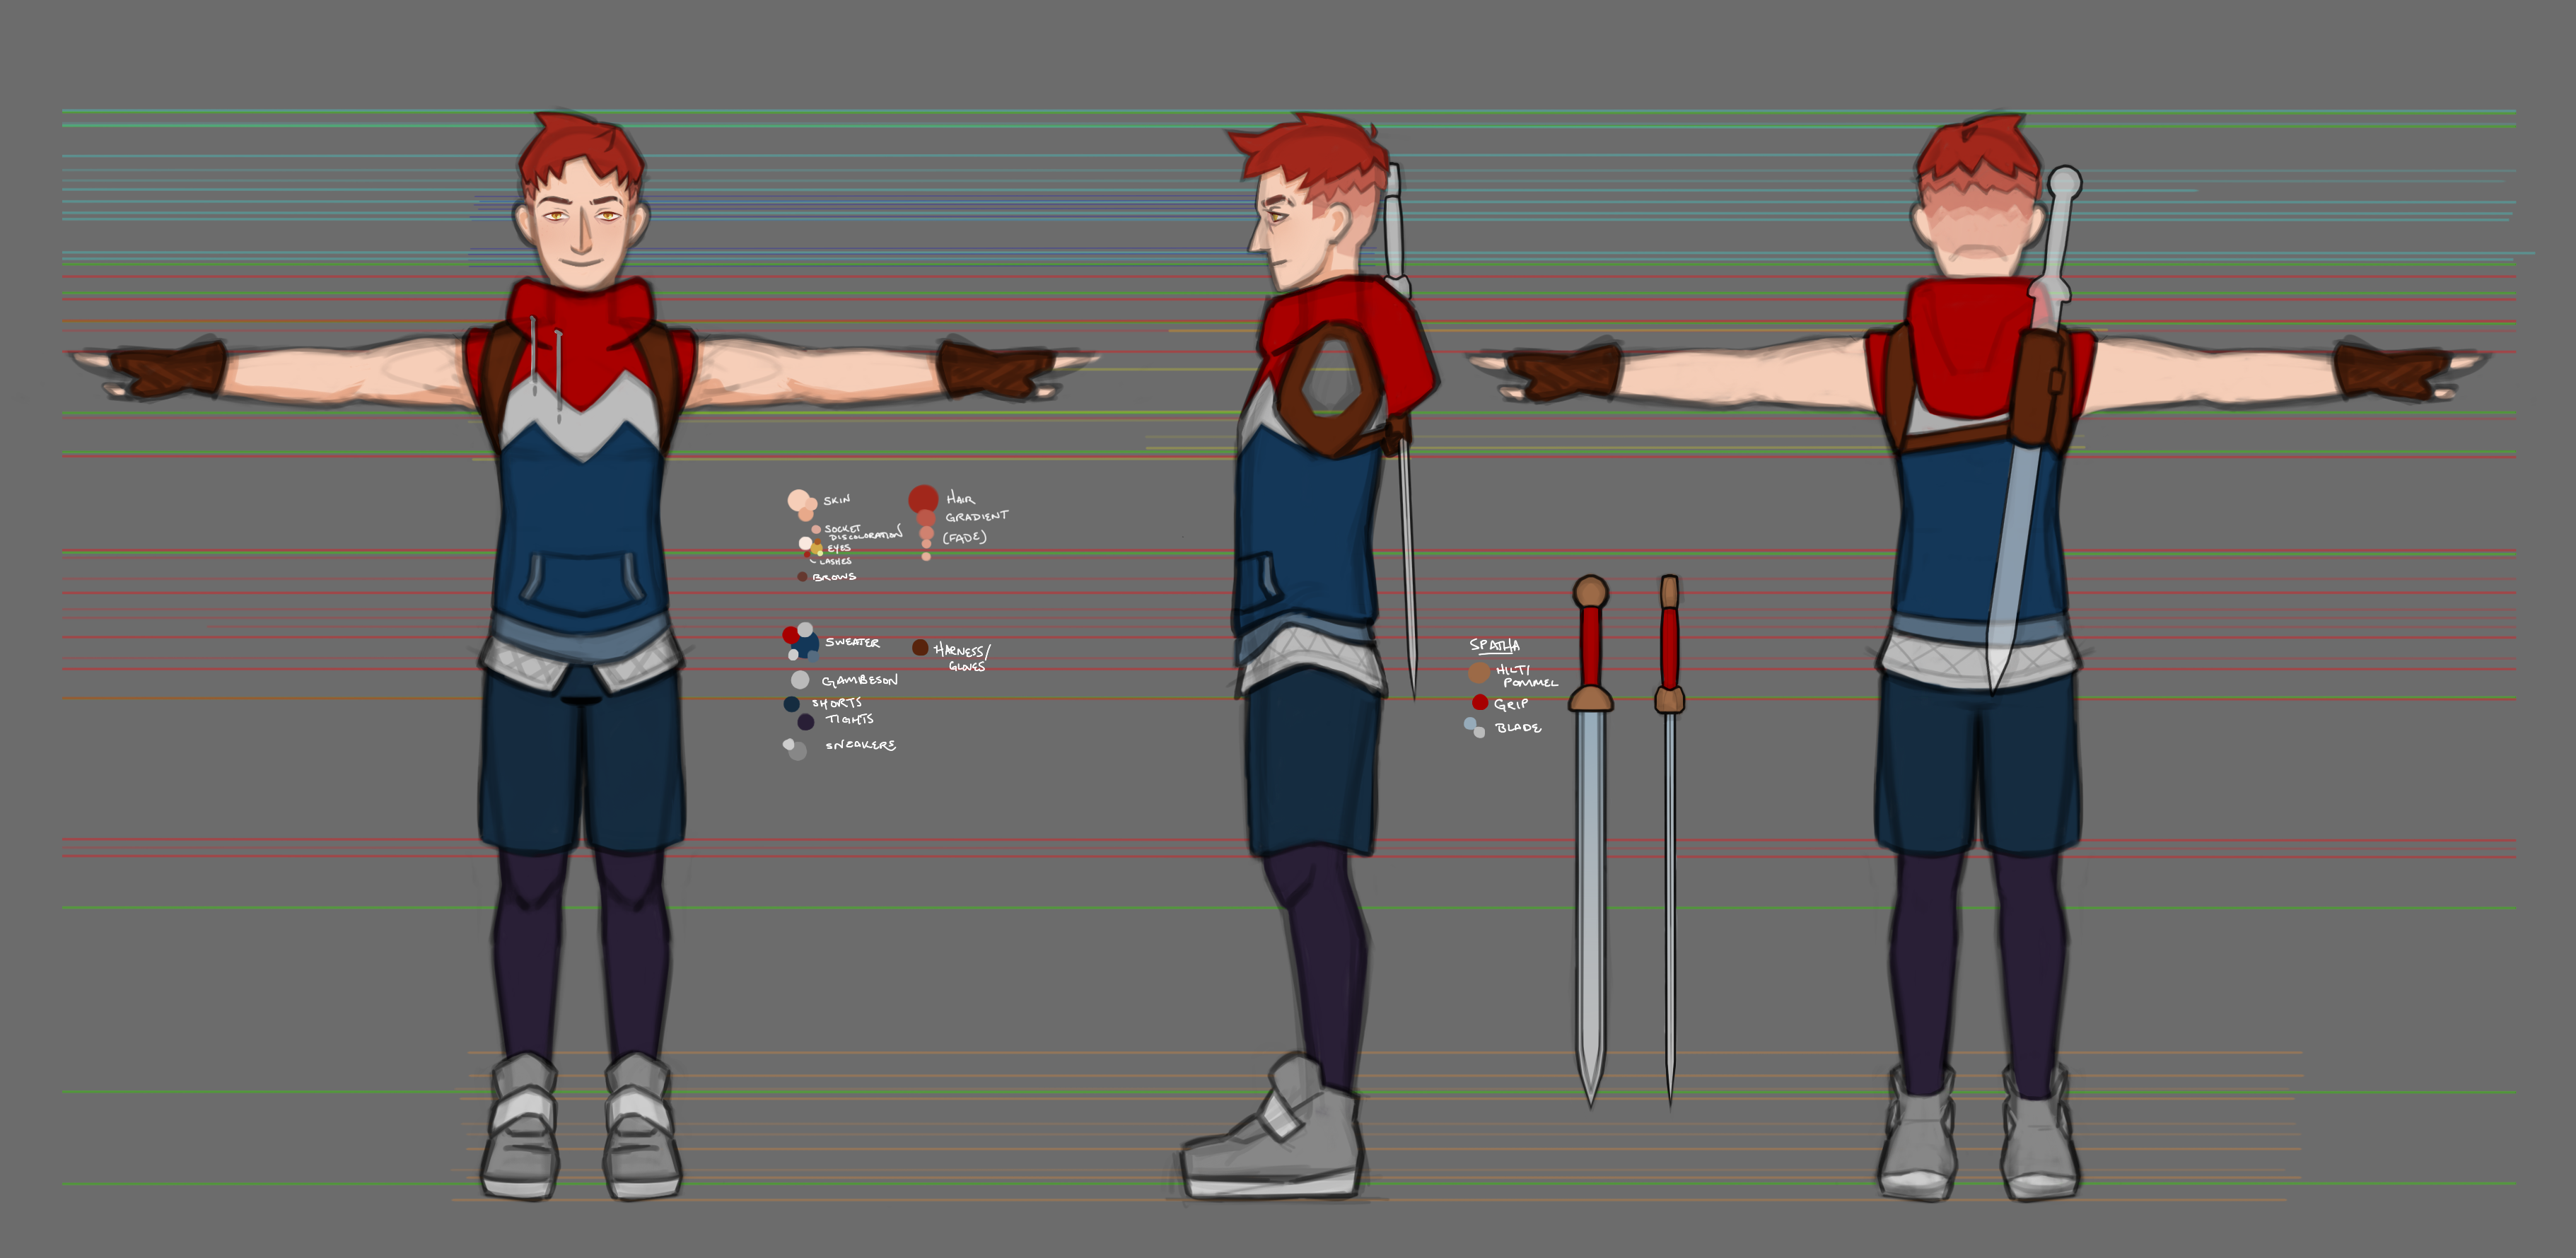 SKIN
SOCKET
DISCOLORATION
EYES
LASHES
BROWS
HAIR
GRADIENT
(FADE)
SWEATER
GAMBESON
SHORTS
TIGHTS
SNEAKERS
HARNESS/
GLOVES
SPATHA
HILT/
POMMEL
GRIP
BLADE